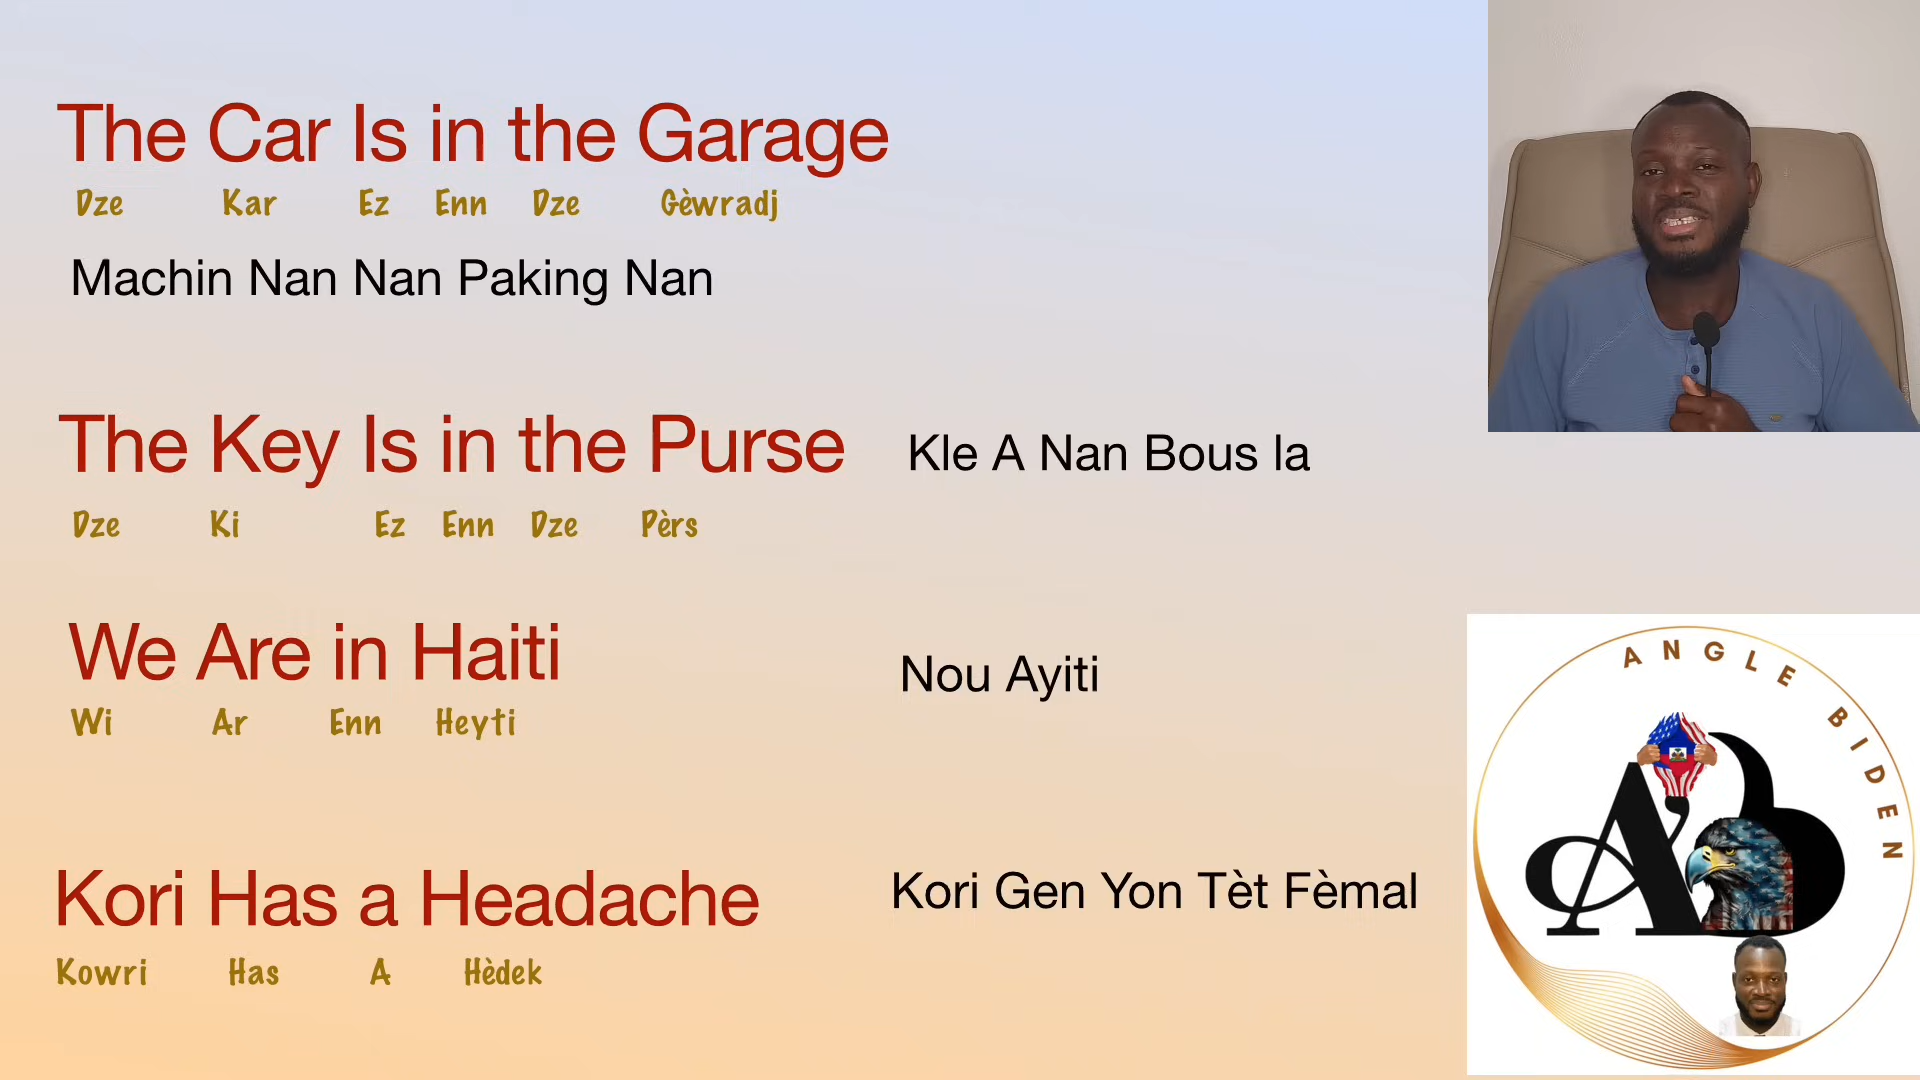 The Car Is in the Garage
Dze Kar Ez Enn Dze Gèwradj
Machin Nan Nan Paking Nan
The Key Is in the Purse
Kle A Nan Bous la
Dze Ki Ez Enn Dze Pèrs
We Are in Haiti
Nou Ayiti
Wi Ar Enn Heyti
Kori Has a Headache
Kori Gen Yon Tèt Fèmal
Kowri Has A Hèdek
ANGLE BIDEN
AB